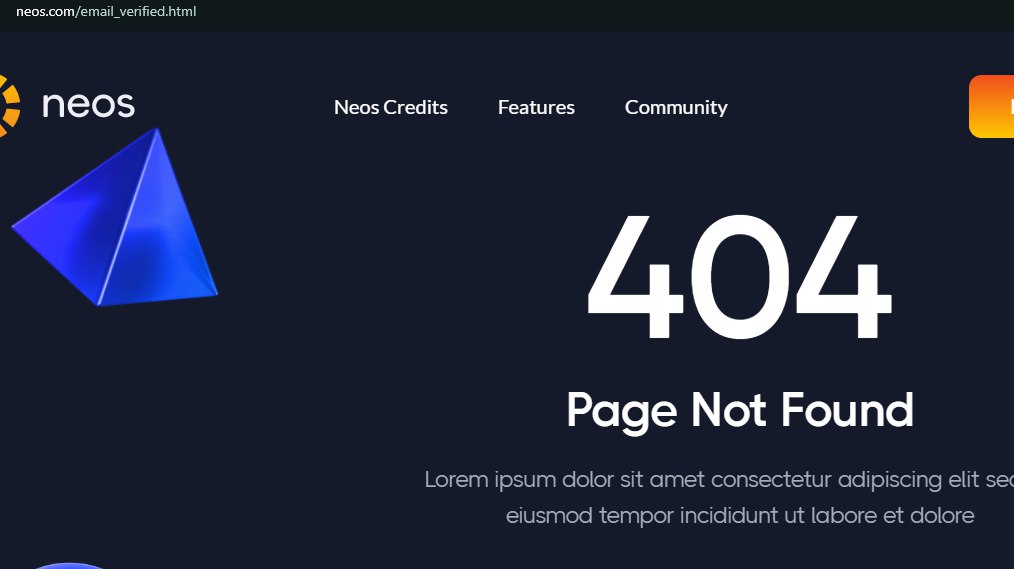 neos.com/email_verified.html
neos
Neos Credits Features Community
404
Page Not Found
Lorem ipsum dolor sit amet consectetur adipiscing elit
eiusmod tempor incididunt ut labore et dolore